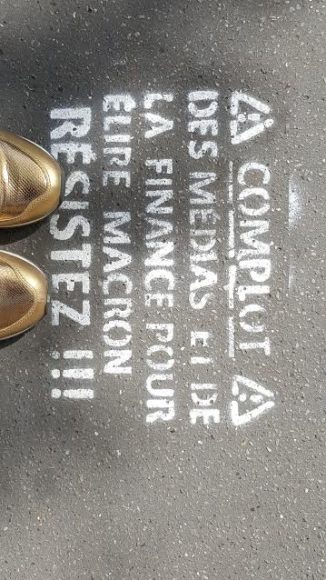 ⚠ COMPLOT ⚠
DES MÉDIAS ET DE
LA FINANCE POUR
ÉLIRE MACRON
RÉSISTEZ !!!